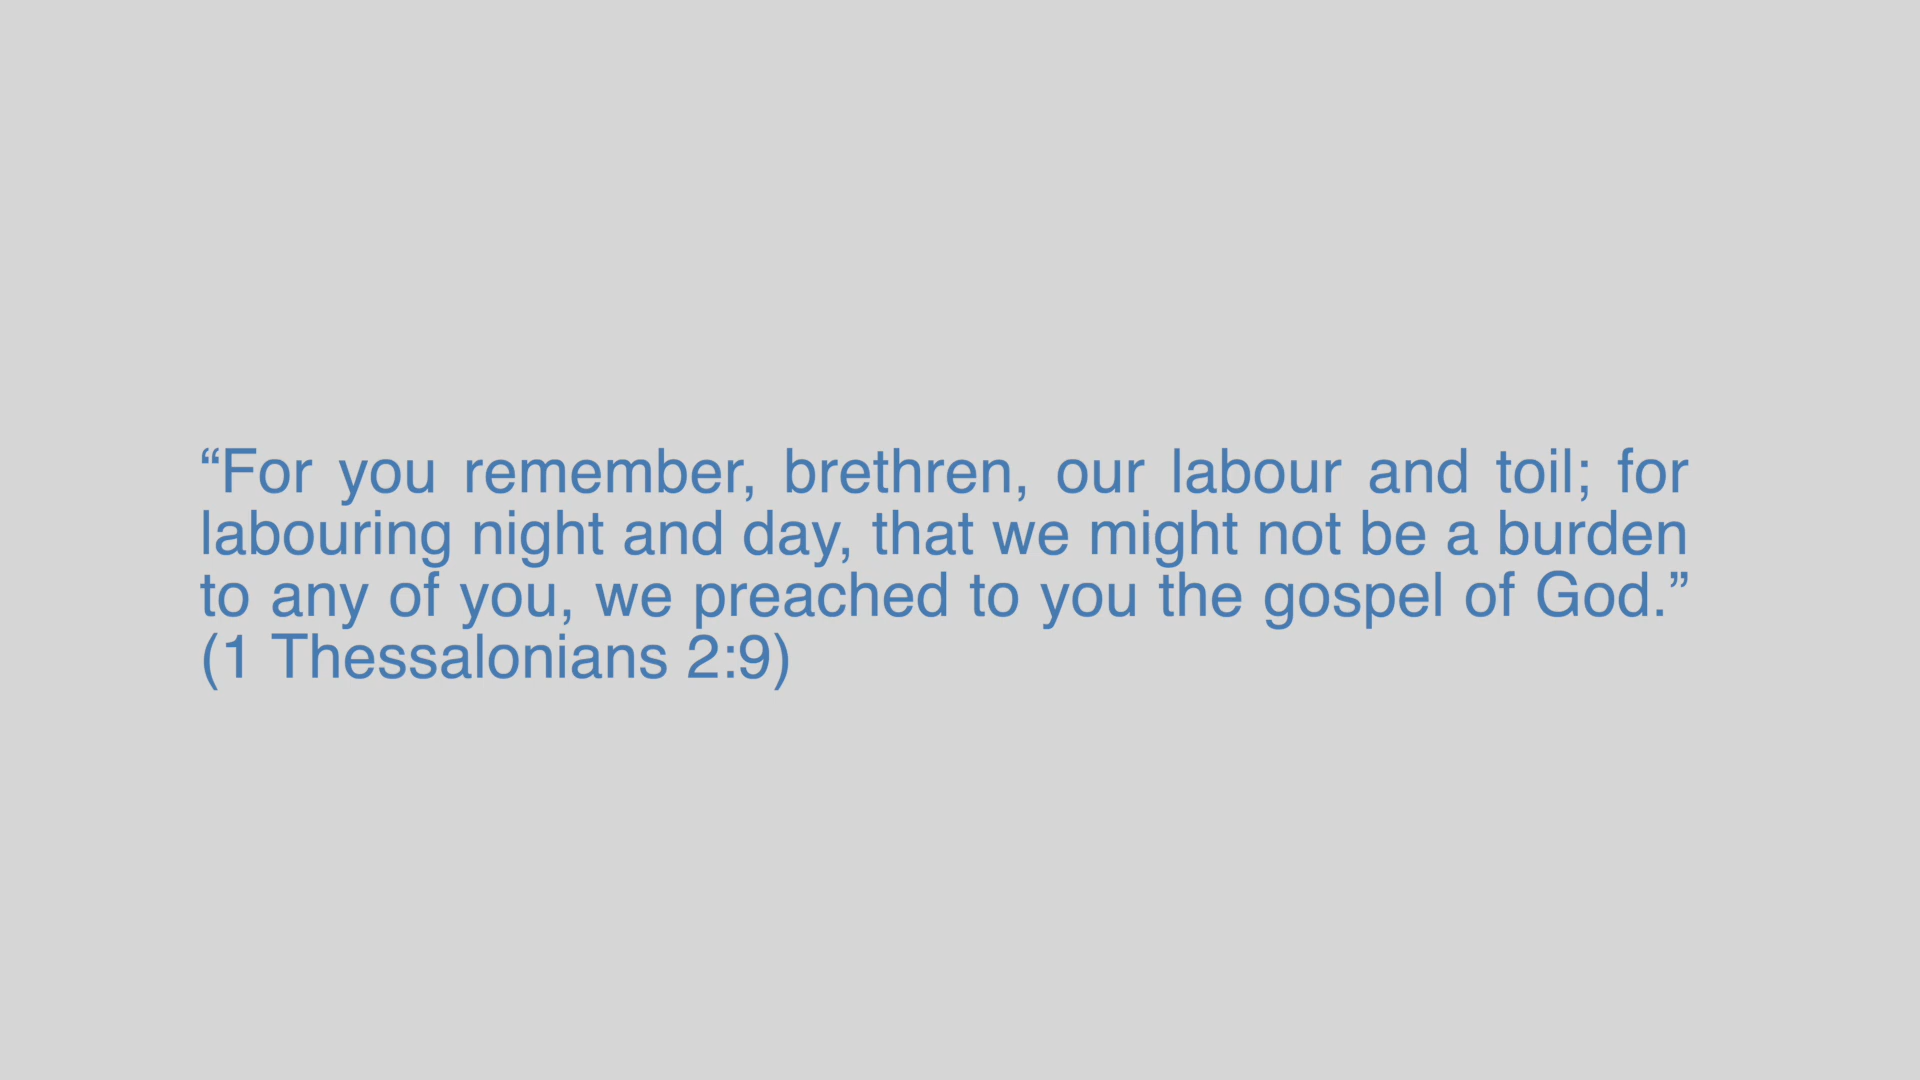 “For you remember, brethren, our labour and toil; for
labouring night and day, that we might not be a burden
to any of you, we preached to you the gospel of God.”
(1 Thessalonians 2:9)